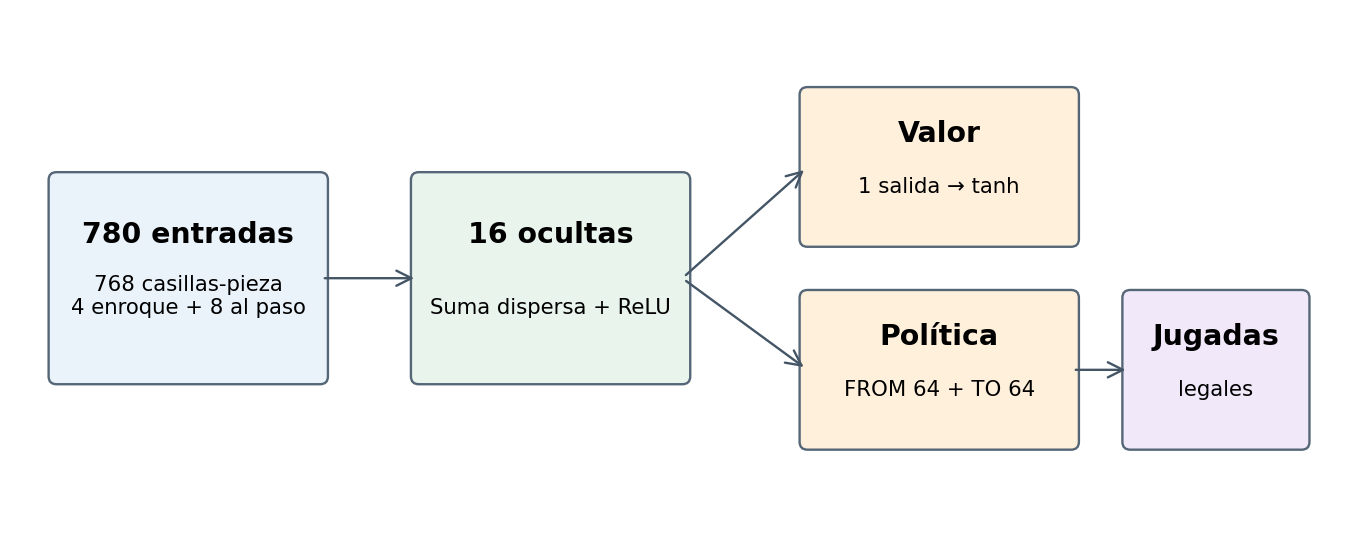 780 entradas
768 casillas-pieza
4 enroque + 8 al paso
16 ocultas
Suma dispersa + ReLU
Valor
1 salida → tanh
Política
FROM 64 + TO 64
Jugadas
legales